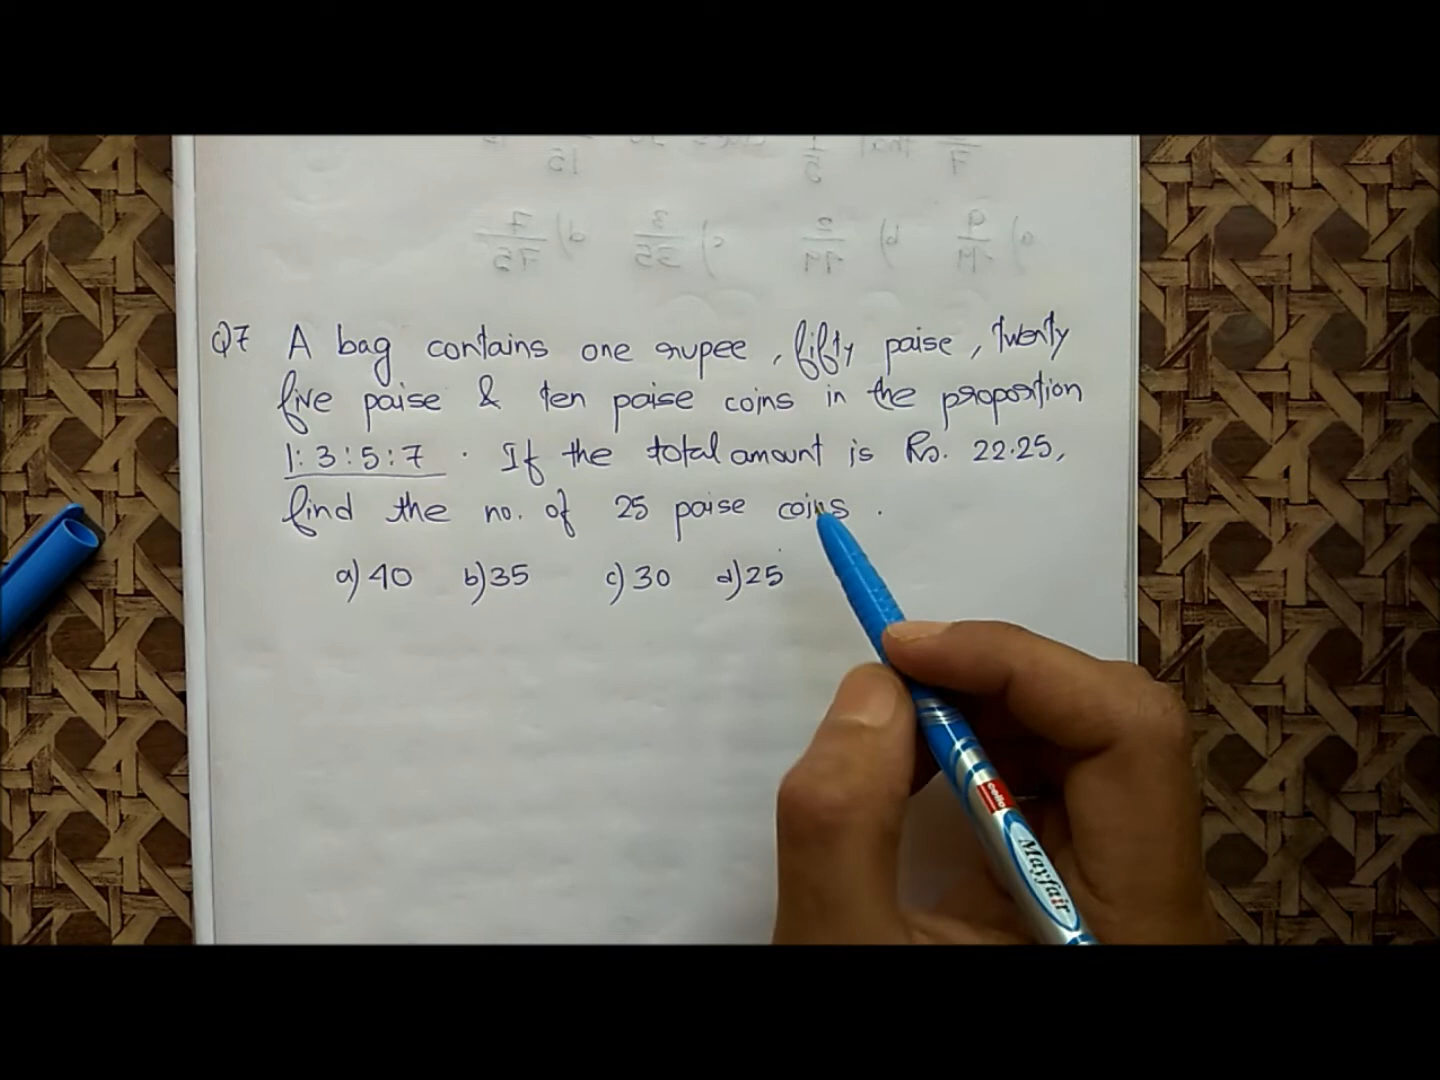 Q7 A bag contains one rupee, fifty paise, twenty
five paise & ten paise coins in the proportion
1:3:5:7. If the total amount is Rs. 22.25,
find the no. of 25 paise coins.
a) 40 b) 35 c) 30 d) 25
cello
Mayfair